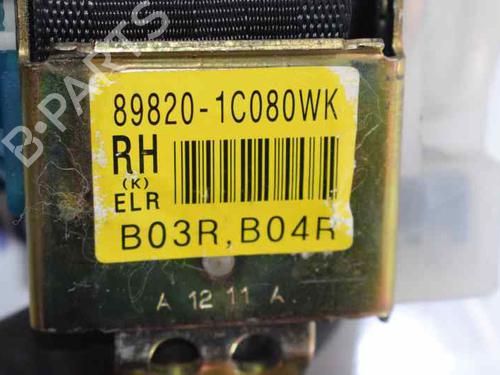 89820-1C080WK
RH
(K)
ELR
B03R, B04R
A 12 11 A
B-PARTS